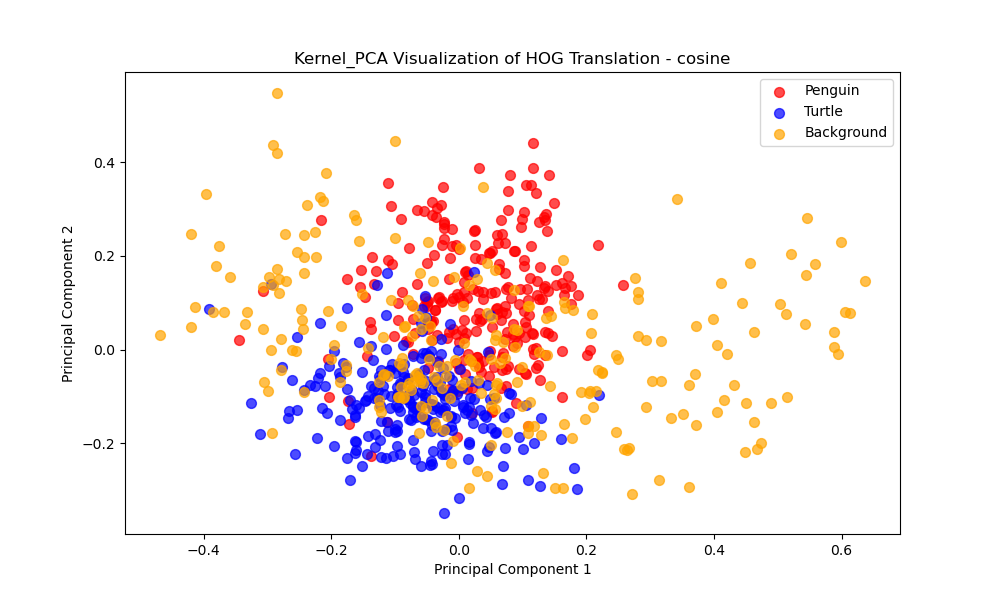 Kernel_PCA Visualization of HOG Translation - cosine
Penguin
Turtle
Background
Principal Component 2
0.4
0.2
0.0
−0.2
−0.4
−0.2
0.0
0.2
0.4
0.6
Principal Component 1